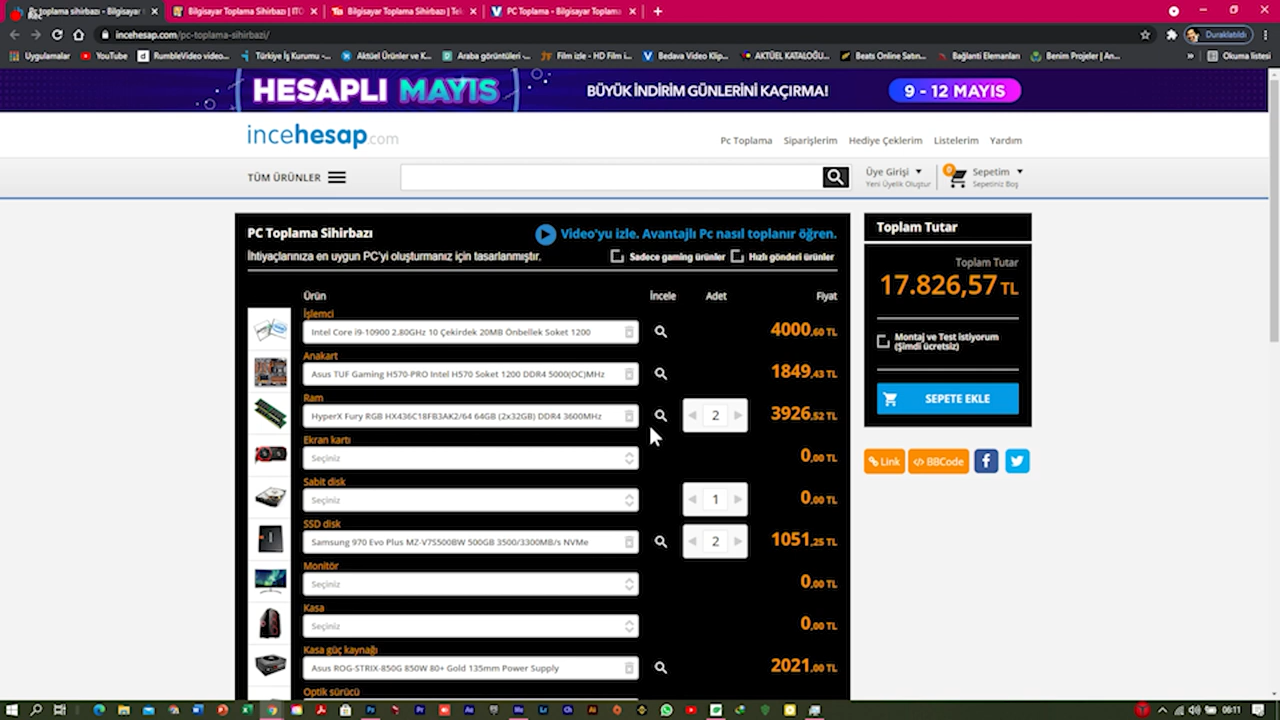 pc toplama sihirbazı - Bilgisayar
Bilgisayar Toplama Sihirbazı | İTO
Bilgisayar Toplama Sihirbazı | Tek
PC Toplama - Bilgisayar Toplama
incehesap.com/pc-toplama-sihirbazi/
Duraklatıldı
Uygulamalar
YouTube
RumbleVideo video...
Türkiye İş Kurumu -...
Aktüel Ürünler ve K...
Araba görüntüleri -...
Film izle - HD Film i...
Bedava Video Klip...
AKTÜEL KATALOĞU...
Beats Online Satın...
Bağlanti Elemanları
Benim Projeler | An...
Okuma listesi
HESAPLI MAYIS
BÜYÜK İNDİRİM GÜNLERİNİ KAÇIRMA!
9 - 12 MAYIS
incehesap.com
Pc Toplama Siparişlerim Hediye Çeklerim Listelerim Yardım
TÜM ÜRÜNLER
Üye Girişi
Yeni Üyelik Oluştur
0
Sepetim
Sepetiniz Boş
PC Toplama Sihirbazı
Video'yu izle. Avantajlı Pc nasıl toplanır öğren.
İhtiyaçlarınıza en uygun PC'yi oluşturmanız için tasarlanmıştır.
Sadece gaming ürünler
Hızlı gönderi ürünler
Ürün İncele Adet Fiyat
İşlemci
Intel Core i9-10900 2.80GHz 10 Çekirdek 20MB Önbellek Soket 1200
4000,60 TL
Anakart
Asus TUF Gaming H570-PRO Intel H570 Soket 1200 DDR4 5000(OC)MHz
1849,43 TL
Ram
HyperX Fury RGB HX436C18FB3AK2/64 64GB (2x32GB) DDR4 3600MHz
2
3926,52 TL
Ekran kartı
Seçiniz
0,00 TL
Sabit disk
Seçiniz
1
0,00 TL
SSD disk
Samsung 970 Evo Plus MZ-V7S500BW 500GB 3500/3300MB/s NVMe
2
1051,25 TL
Monitör
Seçiniz
0,00 TL
Kasa
Seçiniz
0,00 TL
Kasa güç kaynağı
Asus ROG-STRIX-850G 850W 80+ Gold 135mm Power Supply
2021,00 TL
Optik sürücü
Toplam Tutar
Toplam Tutar
17.826,57 TL
Montaj ve Test istiyorum
(Şimdi ücretsiz)
SEPETE EKLE
Link
BBCode
06:11